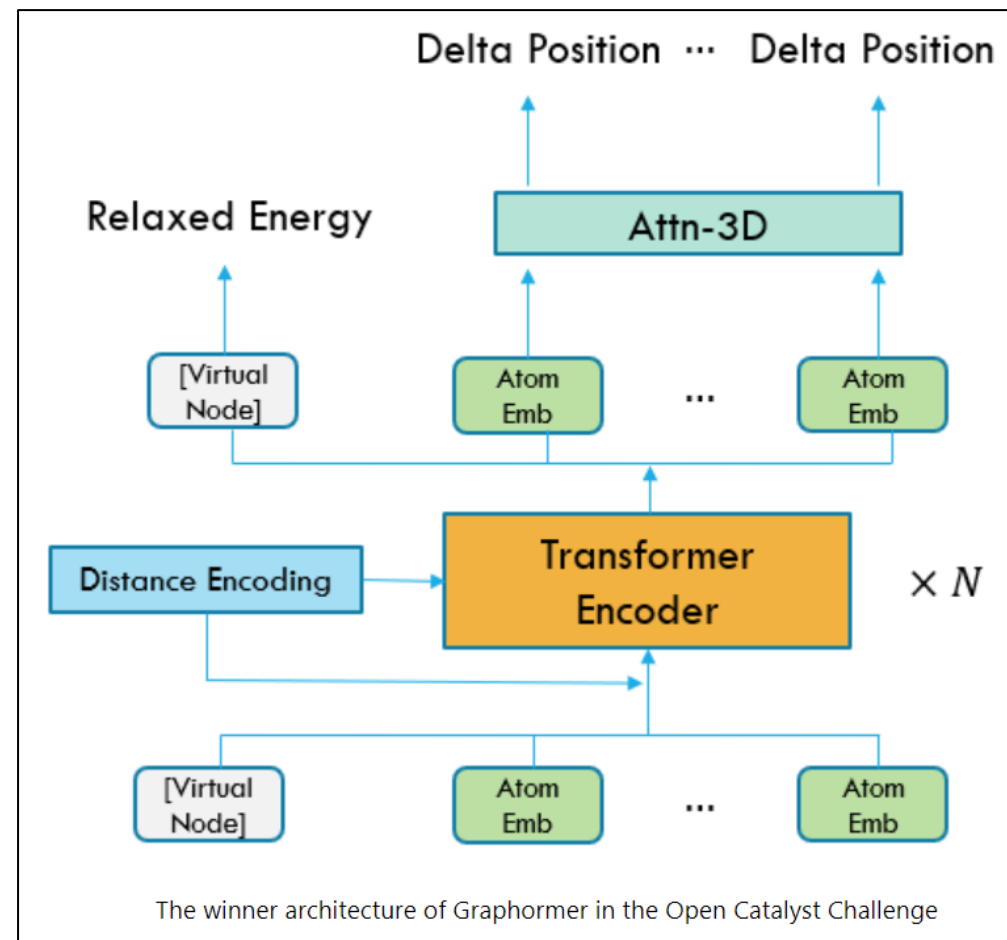 Delta Position ... Delta Position
Relaxed Energy
Attn-3D
[Virtual
Node]
Atom
Emb
...
Atom
Emb
Distance Encoding
Transformer
Encoder
× N
[Virtual
Node]
Atom
Emb
...
Atom
Emb
The winner architecture of Graphormer in the Open Catalyst Challenge